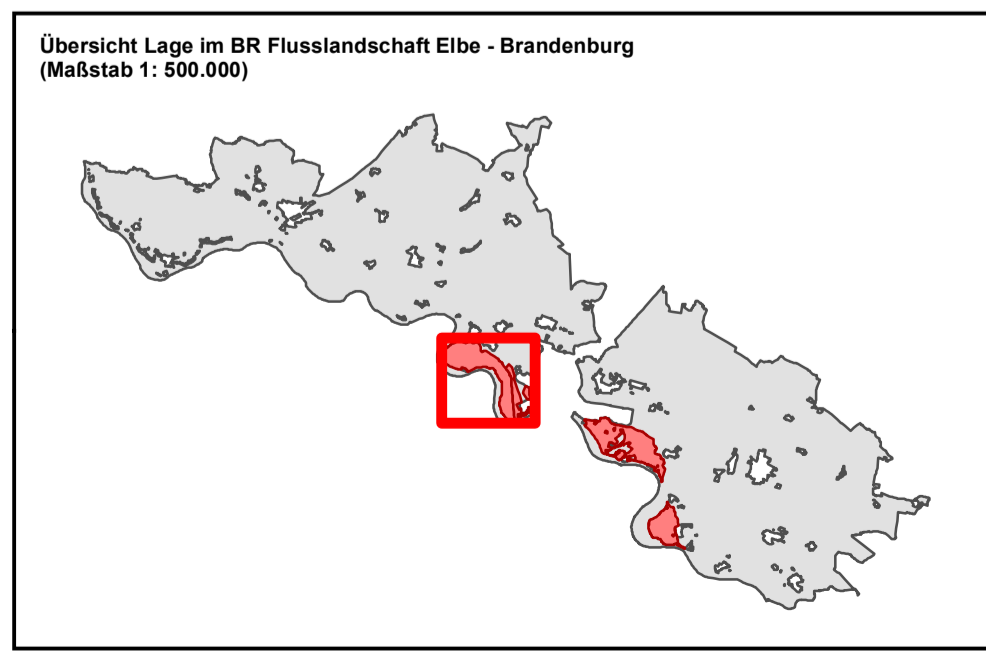 Übersicht Lage im BR Flusslandschaft Elbe - Brandenburg
(Maßstab 1: 500.000)